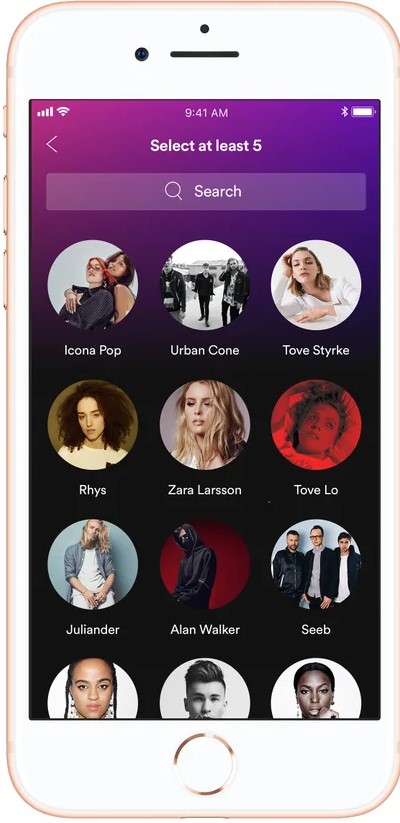 9:41 AM
Select at least 5
Search
Icona Pop
Urban Cone
Tove Styrke
Rhys
Zara Larsson
Tove Lo
Juliander
Alan Walker
Seeb